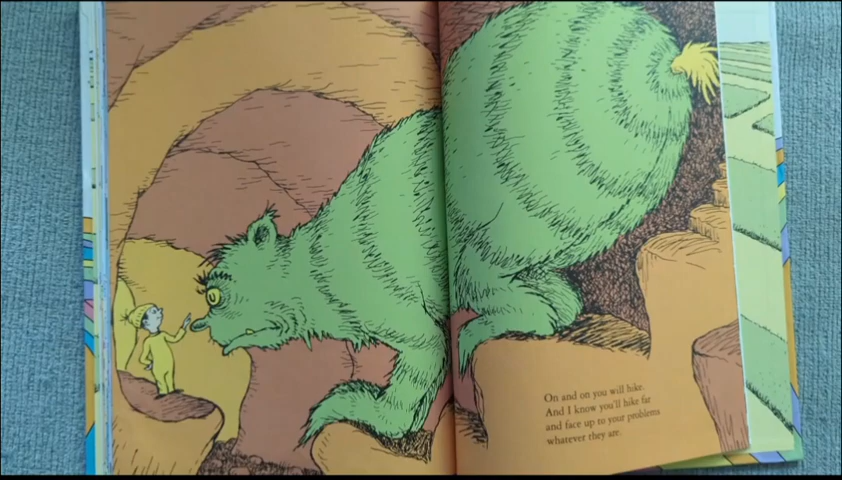 On and on you will hike.
And I know you'll hike far
and face up to your problems
whatever they are.